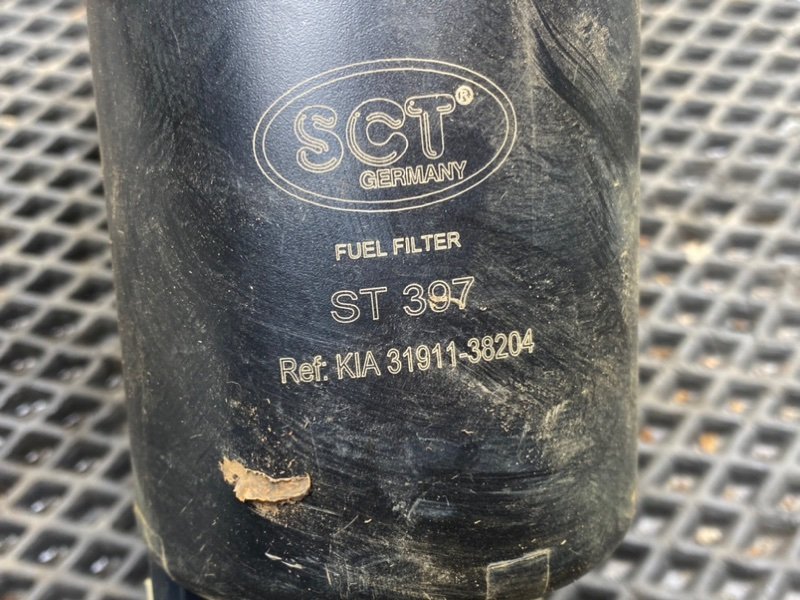 SCT®
GERMANY
FUEL FILTER
ST 397
Ref: KIA 31911-38204